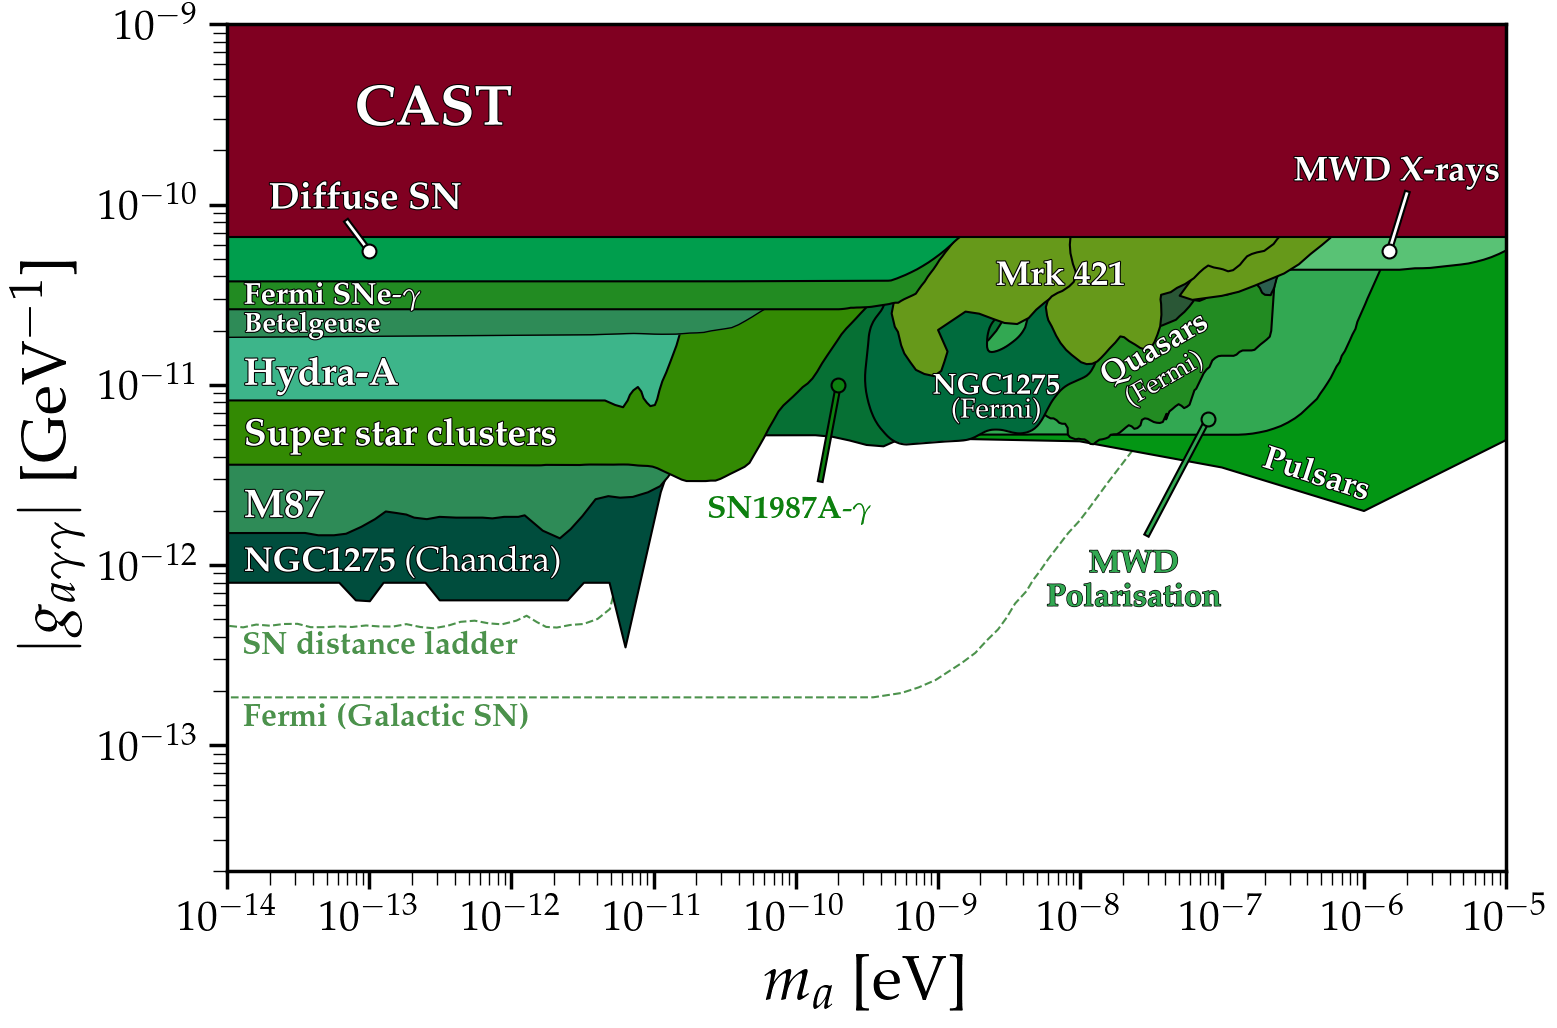 10⁻⁹
CAST
MWD X-rays
Diffuse SN
10⁻¹⁰
Mrk 421
Fermi SNe-γ
Betelgeuse
Hydra-A
10⁻¹¹
NGC1275
(Fermi)
Quasars
(Fermi)
Super star clusters
Pulsars
M87
SN1987A-γ
NGC1275 (Chandra)
10⁻¹²
MWD
Polarisation
SN distance ladder
Fermi (Galactic SN)
10⁻¹³
|gₐᵧᵧ| [GeV⁻¹]
10⁻¹⁴ 10⁻¹³ 10⁻¹² 10⁻¹¹ 10⁻¹⁰ 10⁻⁹ 10⁻⁸ 10⁻⁷ 10⁻⁶ 10⁻⁵
mₐ [eV]